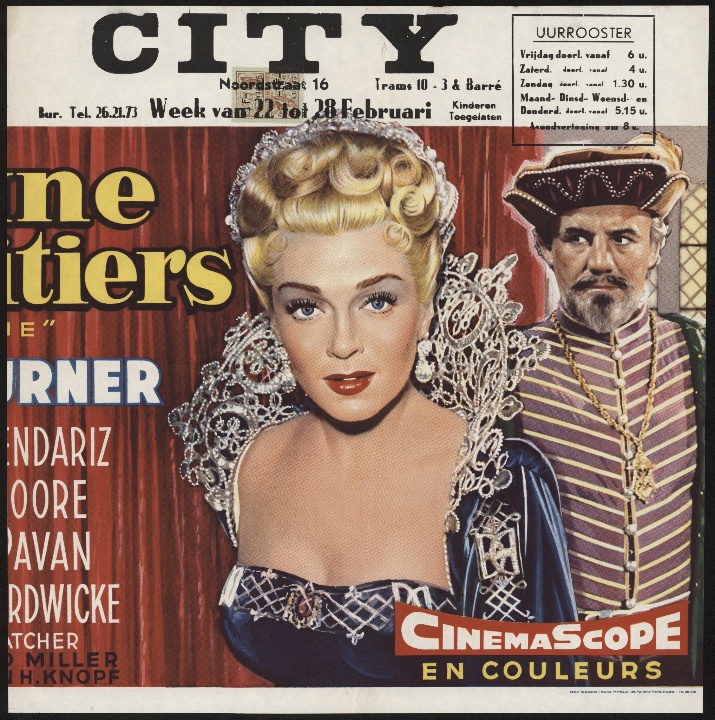 CITY
Noordstraat 16
Trams 10 - 3 & Barré
Bur. Tel. 26.21.73
Week van 22 tot 28 Februari
Kinderen
Toegelaten
UURROOSTER
Vrijdag doorl. vanaf 6 u.
Zaterd. doorl. vanaf 4 u.
Zondag doorl. vanaf 1.30 u.
Maand- Dinsd- Woensd- en
Donderd. doorl. vanaf 5.15 u.
Avondvertoning om 8 u.
ne
itiers
IE"
URNER
ENDARIZ
OORE
PAVAN
RDWICKE
ATCHER
D MILLER
N H. KNOPF
CINEMASCOPE
EN COULEURS